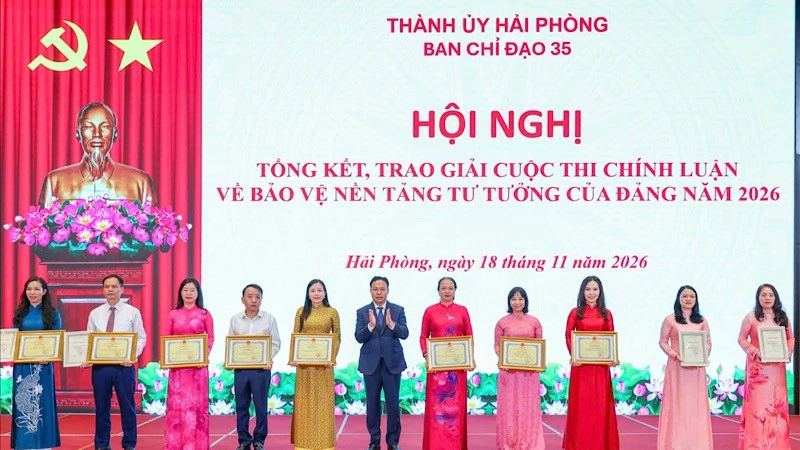 THÀNH ỦY HẢI PHÒNG
BAN CHỈ ĐẠO 35
HỘI NGHỊ
TỔNG KẾT, TRAO GIẢI CUỘC THI CHÍNH LUẬN
VỀ BẢO VỆ NỀN TẢNG TƯ TƯỞNG CỦA ĐẢNG NĂM 2026
Hải Phòng, ngày 18 tháng 11 năm 2026